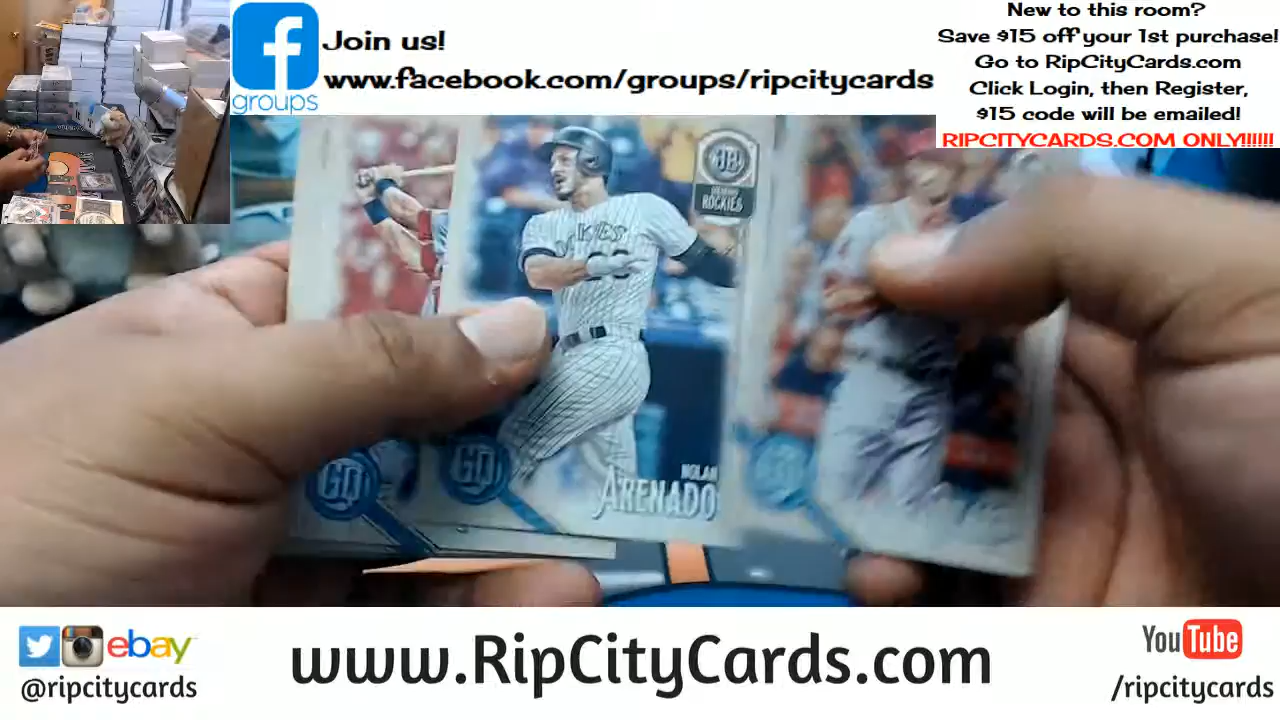 Join us!
www.facebook.com/groups/ripcitycards
f
groups
New to this room?
Save $15 off your 1st purchase!
Go to RipCityCards.com
Click Login, then Register,
$15 code will be emailed!
RIPCITYCARDS.COM ONLY!!!!!!
ROCKIES
GQ
GQ
NOLAN
ARENADO
ebay
@ripcitycards
www.RipCityCards.com
YouTube
/ripcitycards